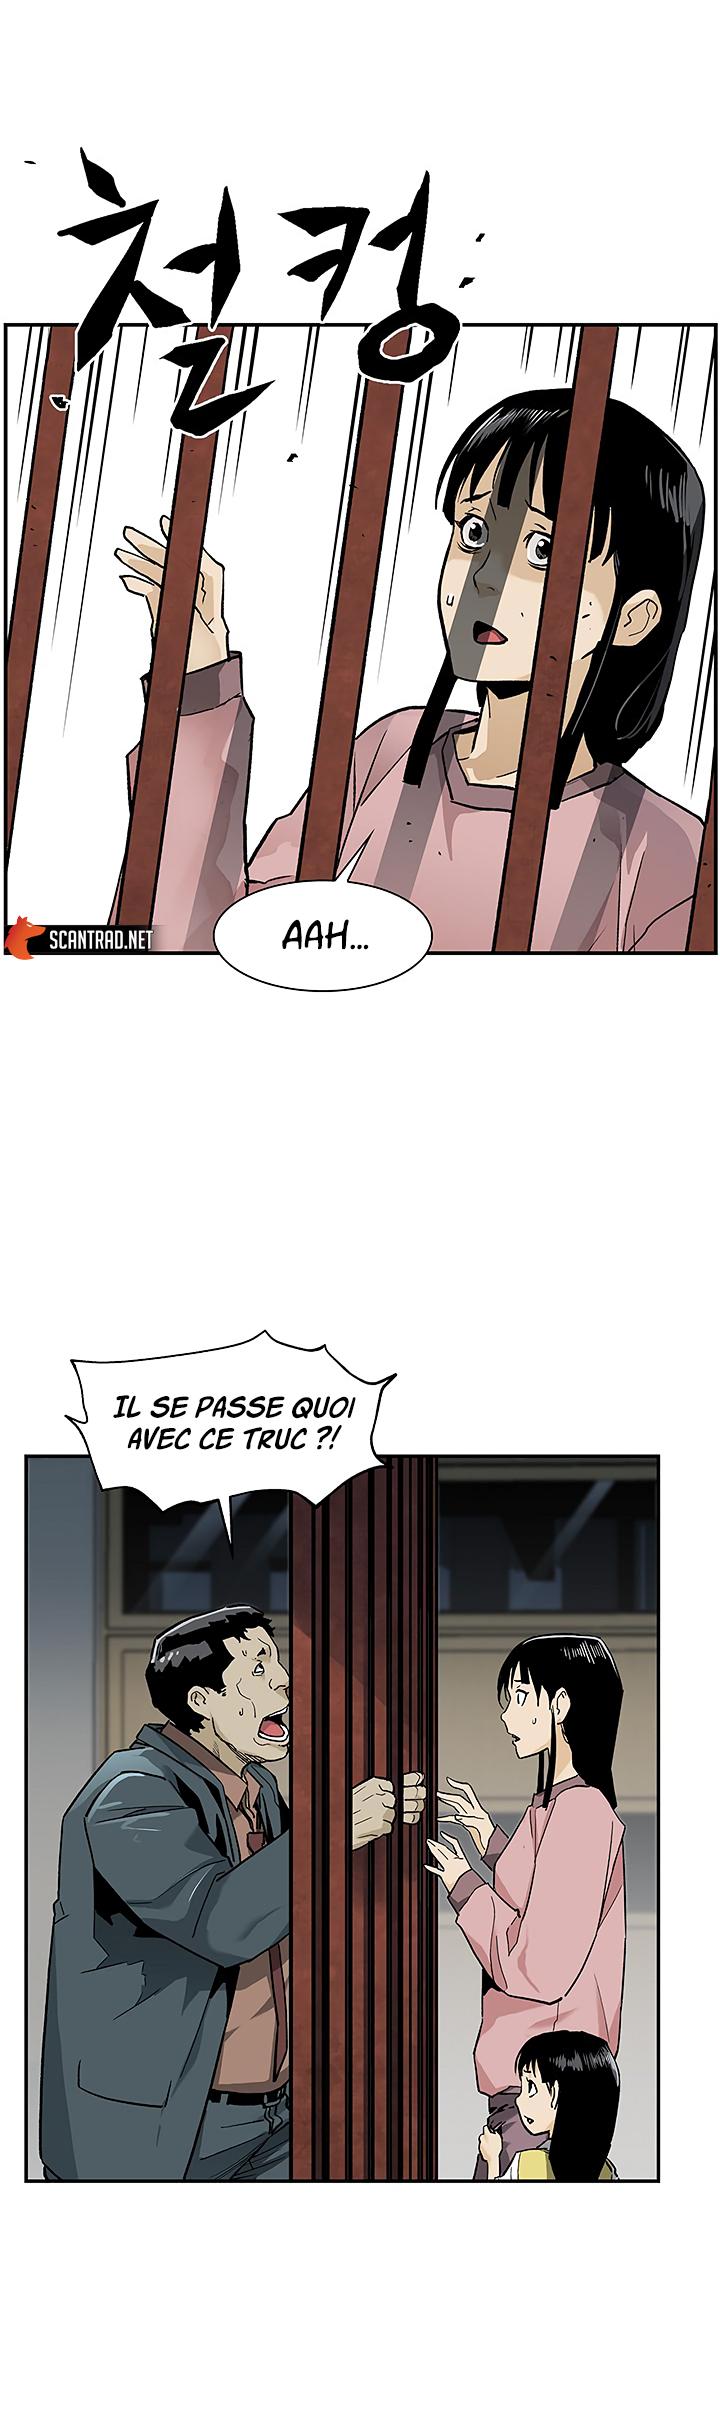 철컹
SCANTRAD.NET
AAH...
IL SE PASSE QUOI
AVEC CE TRUC ?!